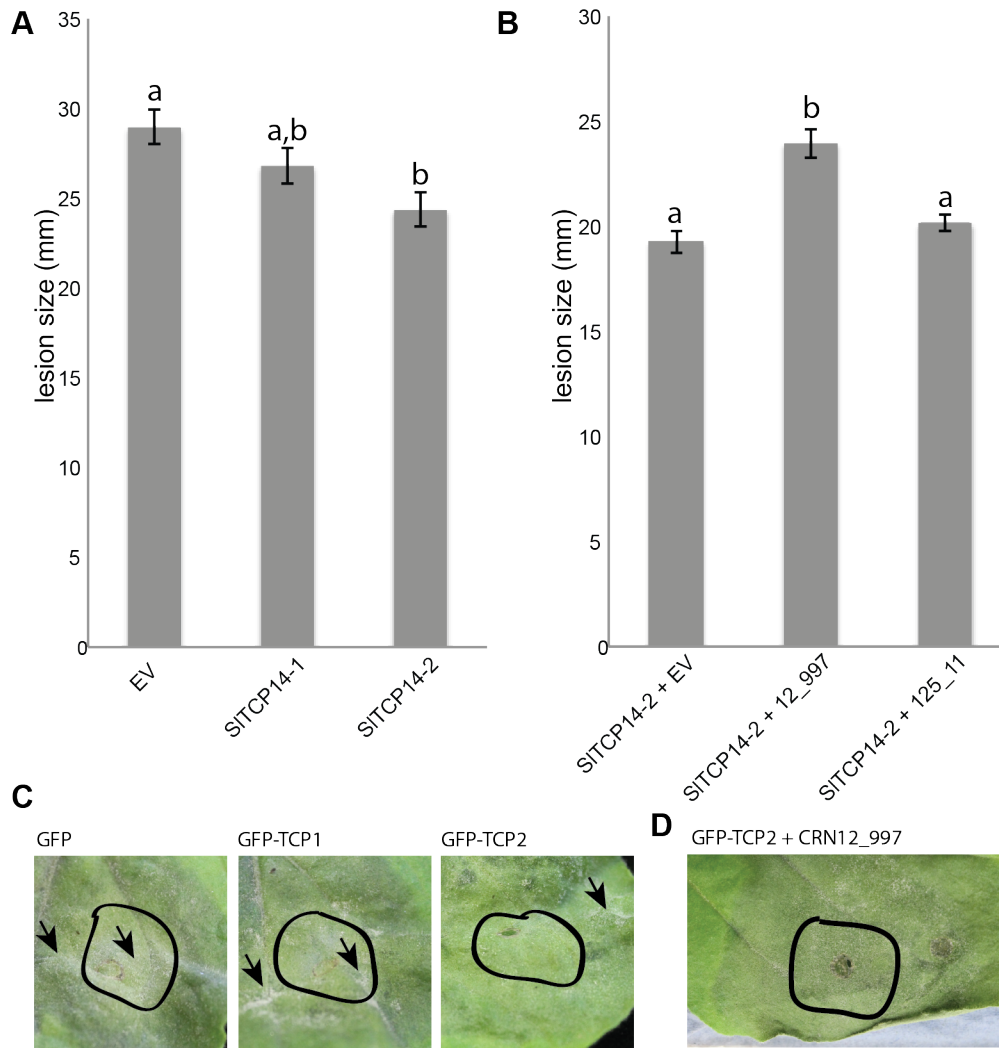 A
lesion size (mm)
35
30
25
20
15
10
5
0
a
a,b
b
EV
SlTCP14-1
SlTCP14-2
B
lesion size (mm)
30
25
20
15
10
5
0
a
b
a
SlTCP14-2 + EV
SlTCP14-2 + 12_997
SlTCP14-2 + 125_11
C
GFP
GFP-TCP1
GFP-TCP2
D
GFP-TCP2 + CRN12_997